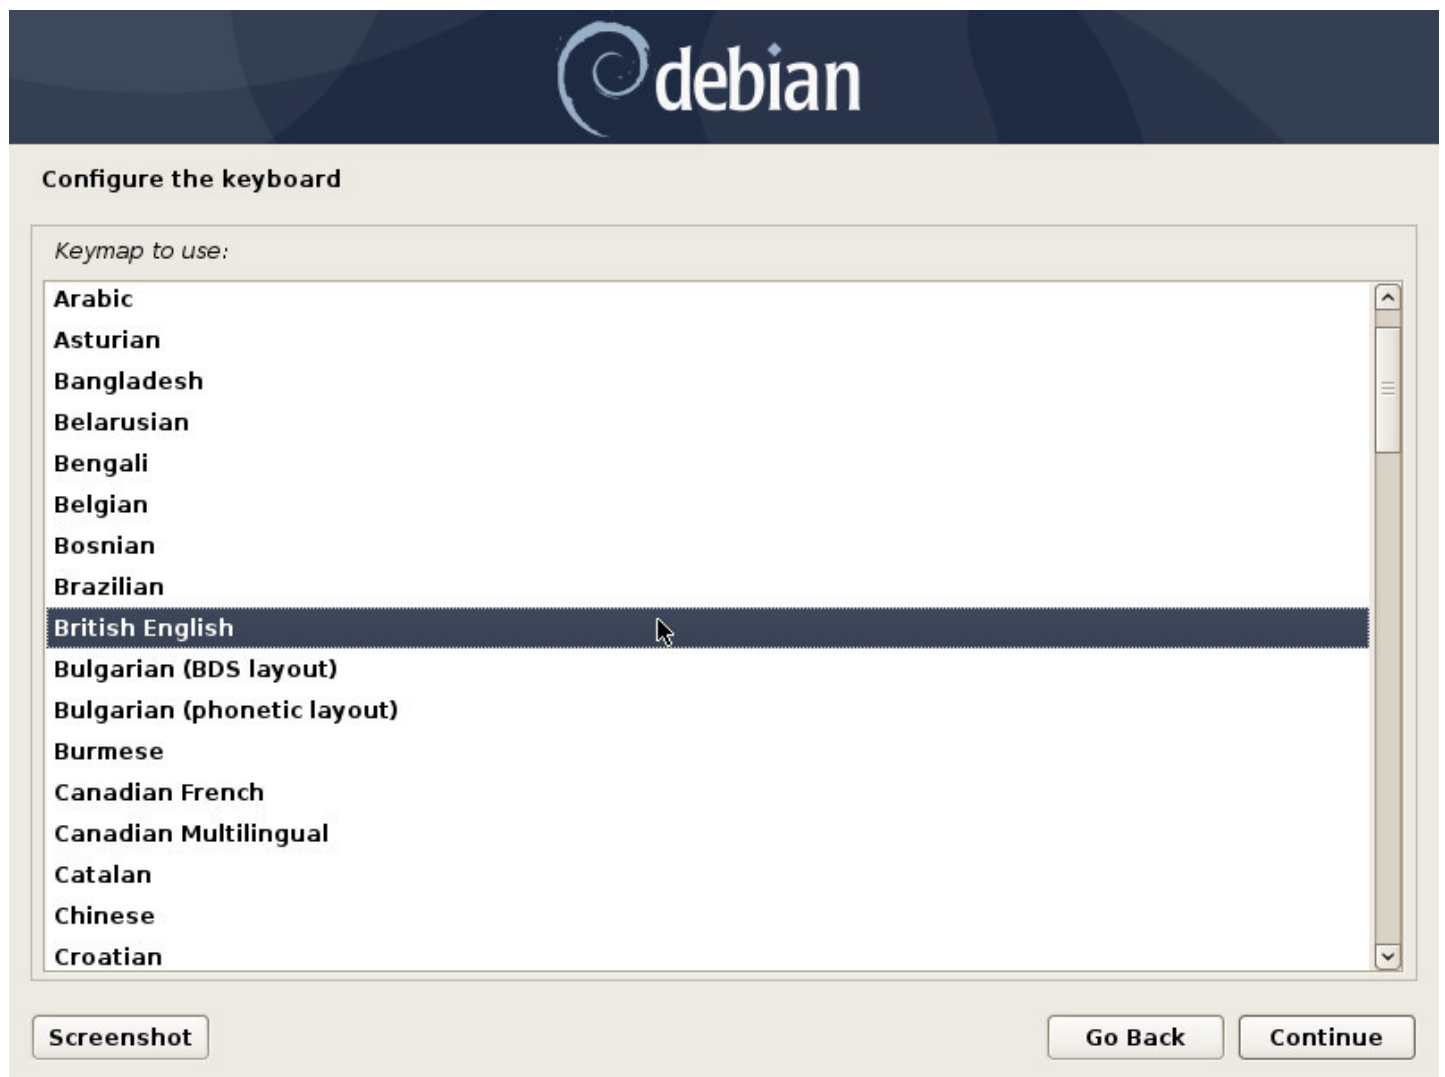 debian
Configure the keyboard
Keymap to use:
Arabic
Asturian
Bangladesh
Belarusian
Bengali
Belgian
Bosnian
Brazilian
British English
Bulgarian (BDS layout)
Bulgarian (phonetic layout)
Burmese
Canadian French
Canadian Multilingual
Catalan
Chinese
Croatian
Screenshot
Go Back
Continue